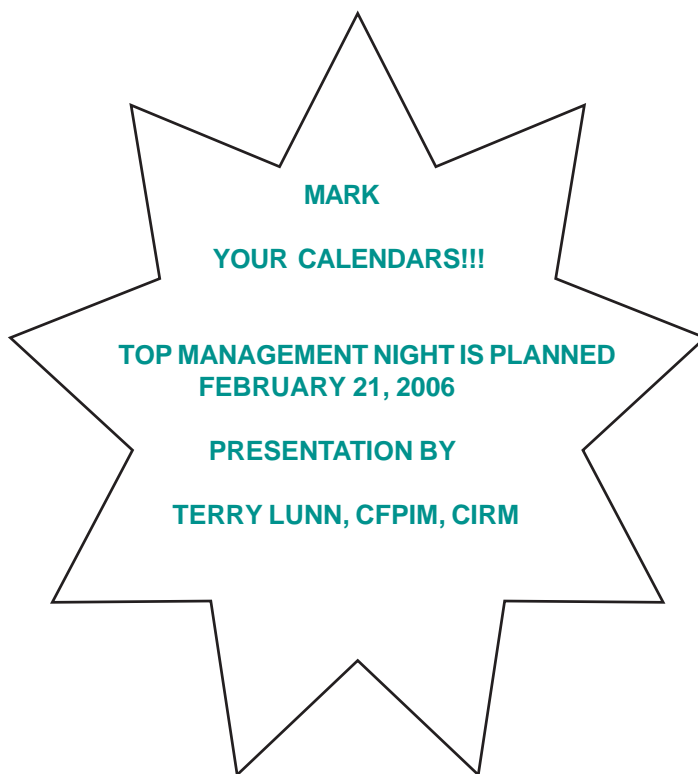 MARK
YOUR CALENDARS!!!
TOP MANAGEMENT NIGHT IS PLANNED
FEBRUARY 21, 2006
PRESENTATION BY
TERRY LUNN, CFPIM, CIRM